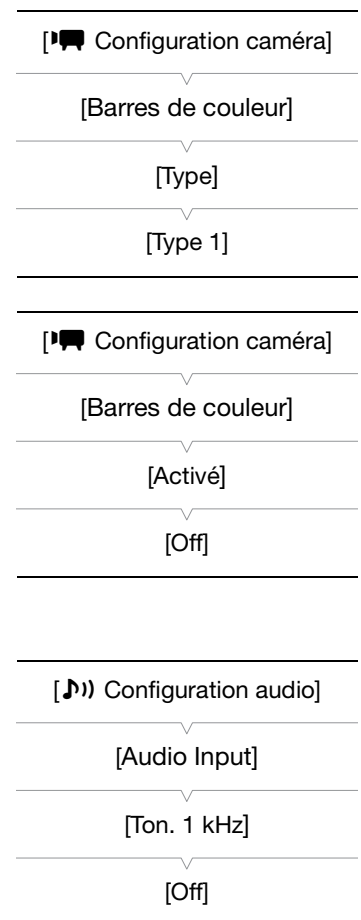 [ Configuration caméra]
[Barres de couleur]
[Type]
[Type 1]
[ Configuration caméra]
[Barres de couleur]
[Activé]
[Off]
[ Configuration audio]
[Audio Input]
[Ton. 1 kHz]
[Off]